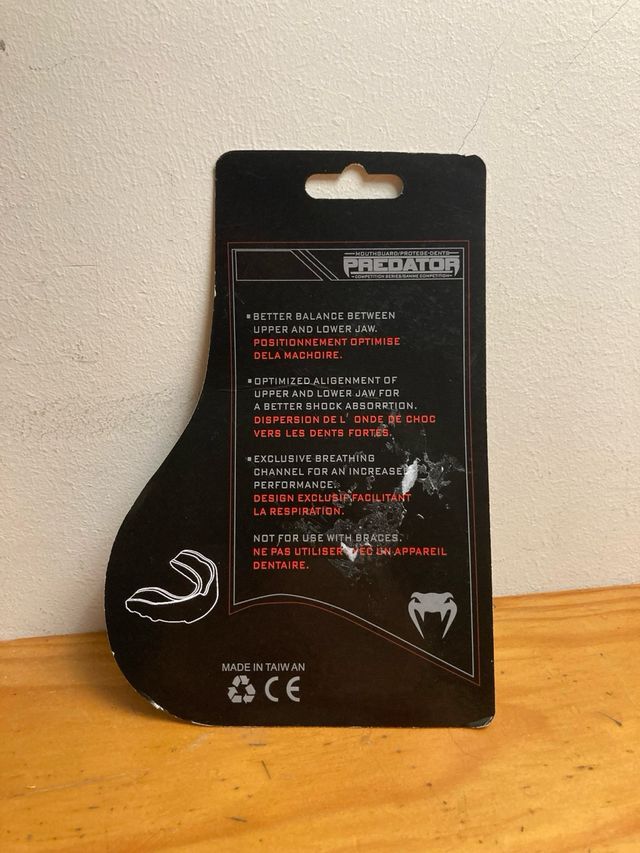 MOUTHGUARD/PROTEGE-DENTS
PREDATOR
COMPETITION SERIES/GAMME COMPETITION
BETTER BALANCE BETWEEN
UPPER AND LOWER JAW.
POSITIONNEMENT OPTIMISE
DELA MACHOIRE.
OPTIMIZED ALIGENMENT OF
UPPER AND LOWER JAW FOR
A BETTER SHOCK ABSORPTION.
DISPERSION DE L' ONDE DE CHOC
VERS LES DENTS FORTES.
EXCLUSIVE BREATHING
CHANNEL FOR AN INCREASE
PERFORMANCE.
DESIGN EXCLUSIF FACILITANT
LA RESPIRATION.
NOT FOR USE WITH BRACES.
NE PAS UTILISER AVEC UN APPAREIL
DENTAIRE.
MADE IN TAIWAN
CE